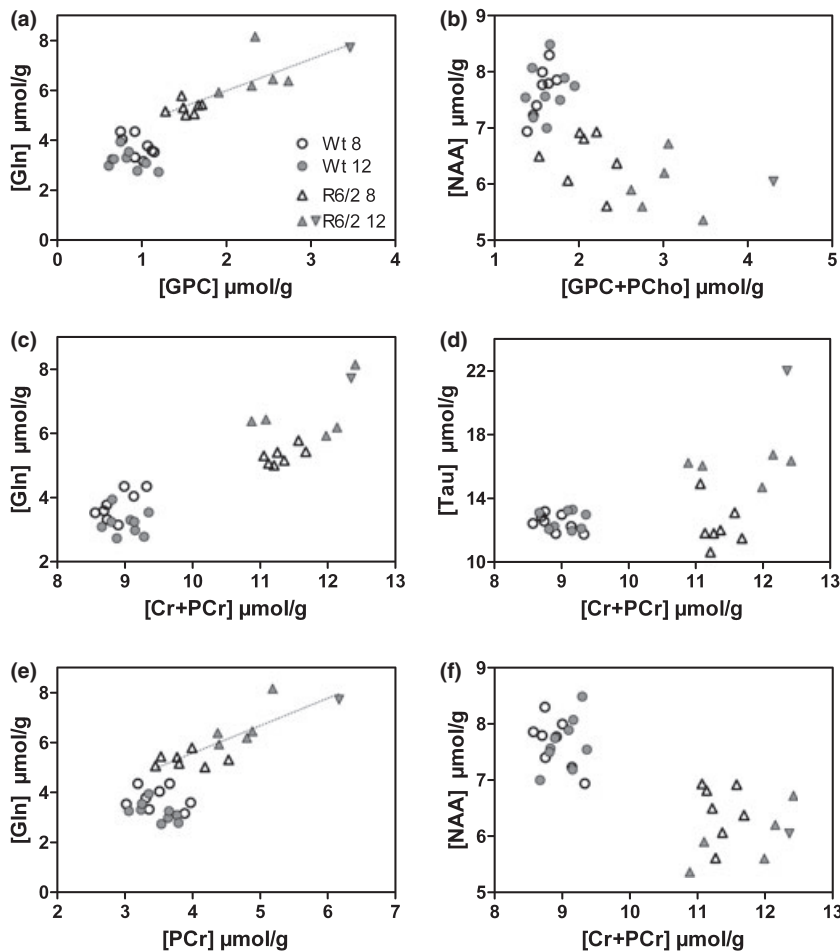 (a)
[Gln] µmol/g
8
6
4
2
0
0 1 2 3 4
[GPC] µmol/g
Wt 8
Wt 12
R6/2 8
R6/2 12
(b)
[NAA] µmol/g
9
8
7
6
5
1 2 3 4 5
[GPC+PCho] µmol/g
(c)
[Gln] µmol/g
8
6
4
2
8 9 10 11 12 13
[Cr+PCr] µmol/g
(d)
[Tau] µmol/g
22
18
14
10
8 9 10 11 12 13
[Cr+PCr] µmol/g
(e)
[Gln] µmol/g
8
6
4
2
0
2 3 4 5 6 7
[PCr] µmol/g
(f)
[NAA] µmol/g
9
8
7
6
5
8 9 10 11 12 13
[Cr+PCr] µmol/g